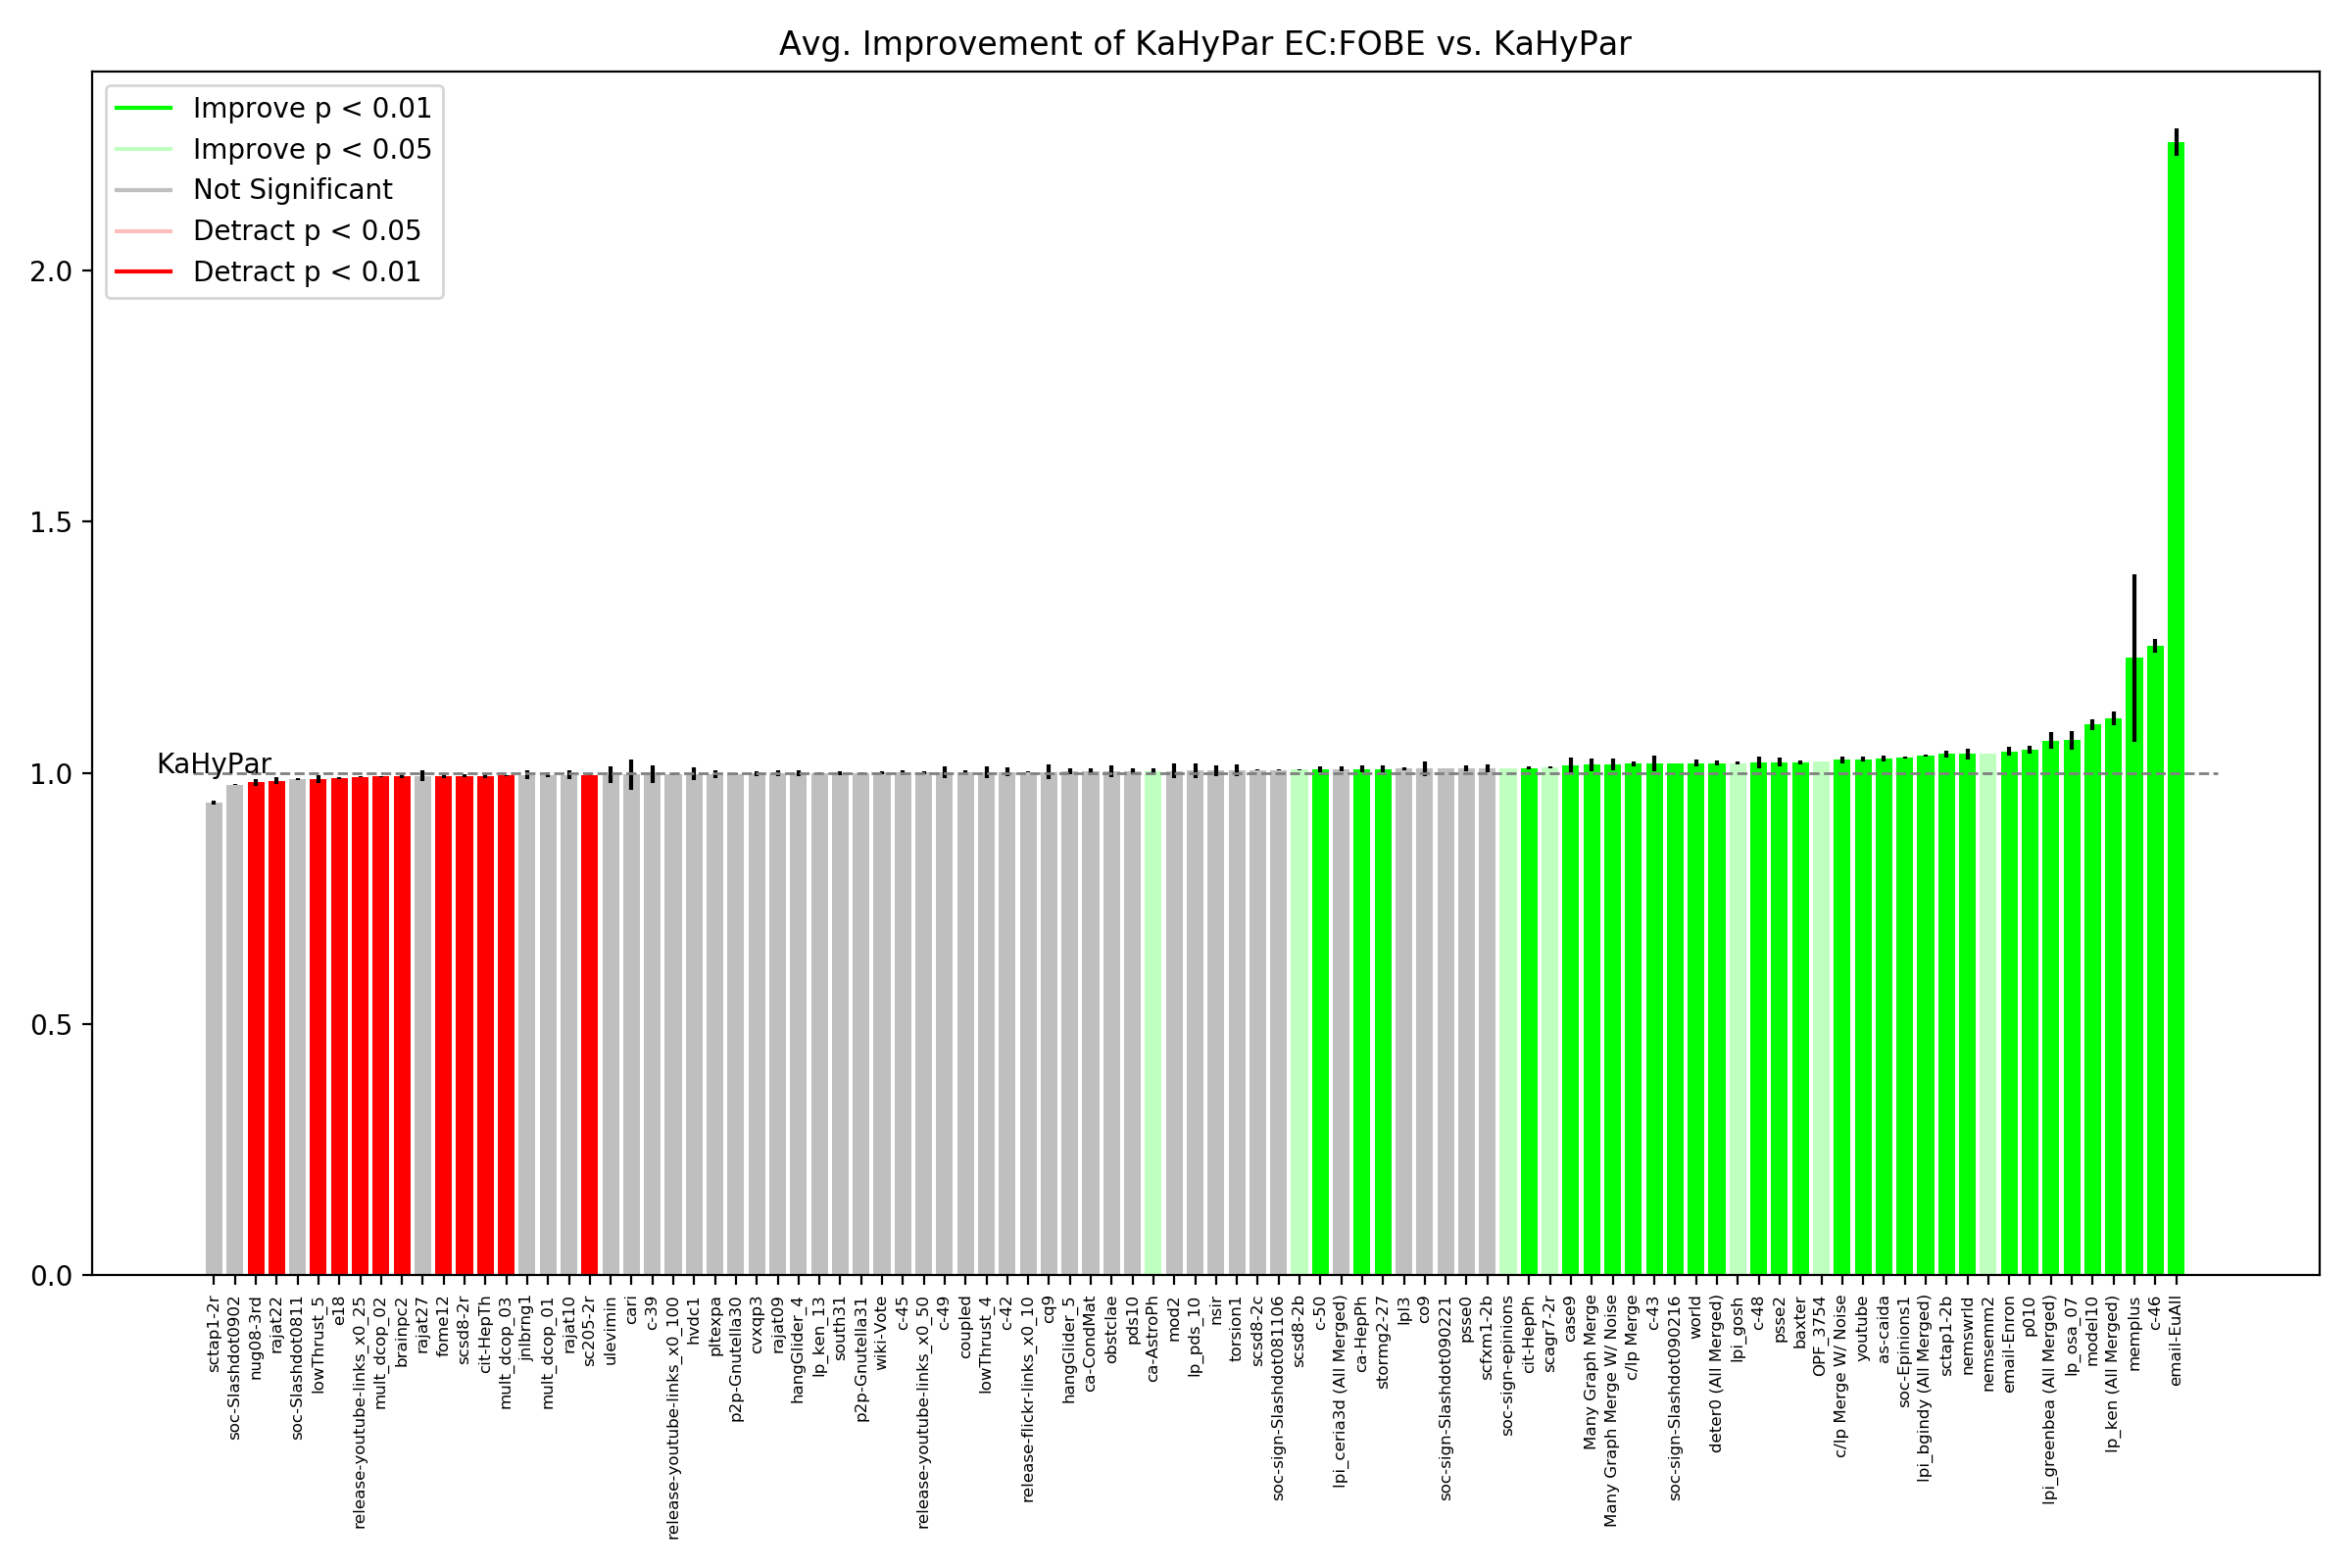 Avg. Improvement of KaHyPar EC:FOBE vs. KaHyPar
Improve p < 0.01
Improve p < 0.05
Not Significant
Detract p < 0.05
Detract p < 0.01
2.0
1.5
1.0
0.5
0.0
KaHyPar
sctap1-2r
soc-Slashdot0902
nug08-3rd
rajat22
soc-Slashdot0811
lowThrust_5
e18
release-youtube-links_x0_25
mult_dcop_02
brainpc2
rajat27
fome12
scsd8-2r
cit-HepTh
mult_dcop_03
jnlbrng1
mult_dcop_01
rajat10
sc205-2r
ulevimin
cari
c-39
release-youtube-links_x0_100
hvdc1
pltexpa
p2p-Gnutella30
cvxqp3
rajat09
hangGlider_4
lp_ken_13
south31
p2p-Gnutella31
wiki-Vote
c-45
release-youtube-links_x0_50
c-49
coupled
lowThrust_4
c-42
release-flickr-links_x0_10
cq9
hangGlider_5
ca-CondMat
obstclae
pds10
ca-AstroPh
mod2
lp_pds_10
nsir
torsion1
scsd8-2c
soc-sign-Slashdot081106
scsd8-2b
c-50
lpi_ceria3d (All Merged)
ca-HepPh
stormg2-27
lpl3
co9
soc-sign-Slashdot090221
psse0
scfxm1-2b
soc-sign-epinions
cit-HepPh
scagr7-2r
case9
Many Graph Merge
Many Graph Merge W/ Noise
c/lp Merge
c-43
soc-sign-Slashdot090216
world
deter0 (All Merged)
lpi_gosh
c-48
psse2
baxter
OPF_3754
c/lp Merge W/ Noise
youtube
as-caida
soc-Epinions1
lpi_bgindy (All Merged)
sctap1-2b
nemswrld
nemsemm2
email-Enron
p010
lpi_greenbea (All Merged)
lp_osa_07
model10
lp_ken (All Merged)
memplus
c-46
email-EuAll